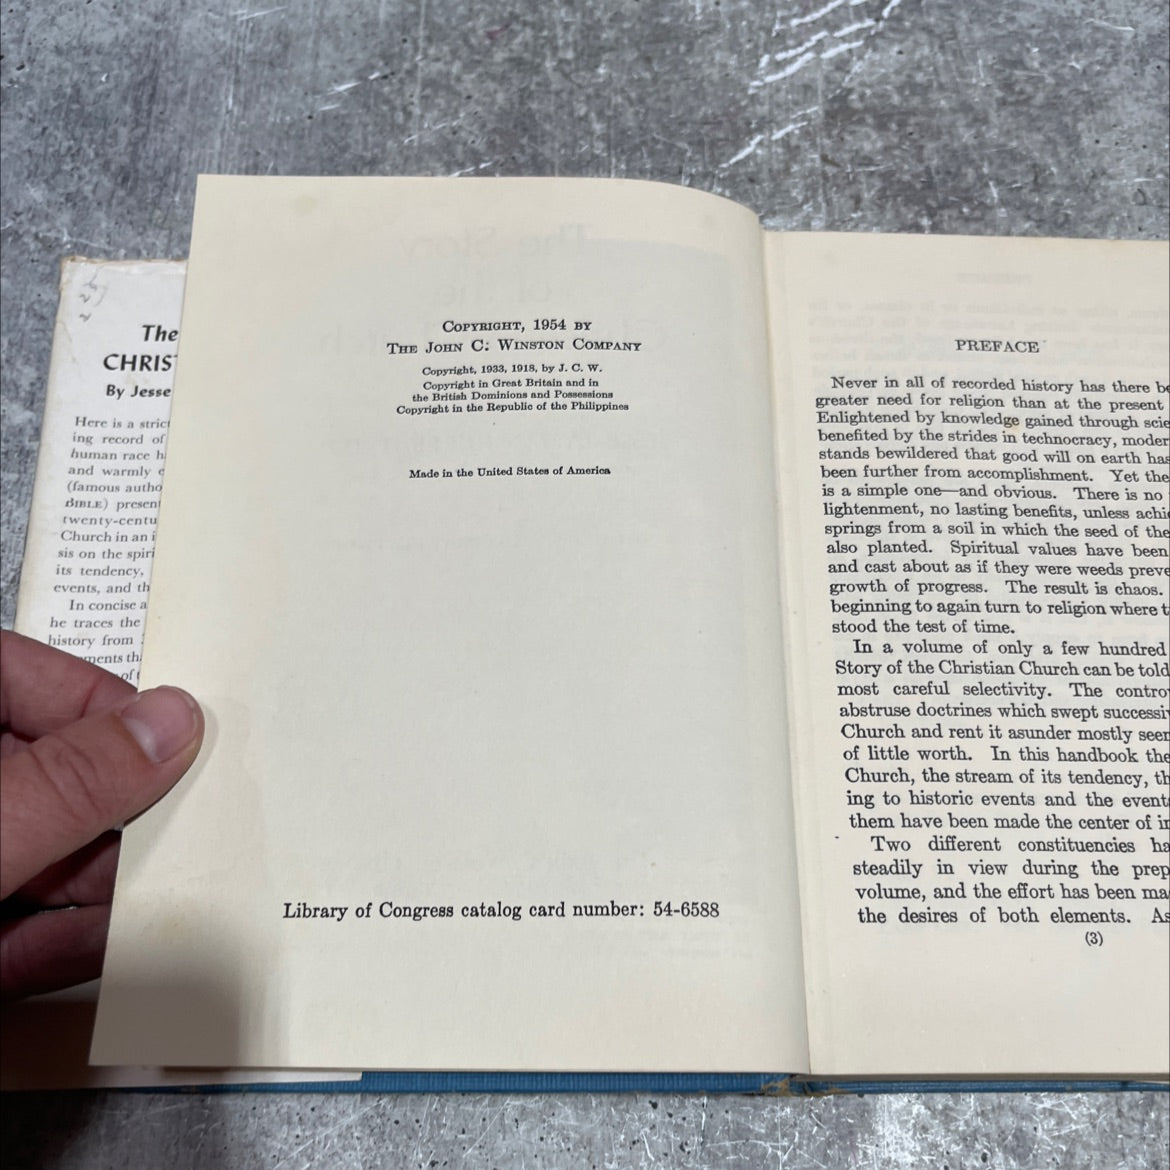 The
CHRIST
By Jesse
Here is a strict
ing record of
human race h
and warmly
(famous autho
BIBLE) presen
twenty-centu
Church in an i
sis on the spiri
its tendency,
events, and th
In concise a
he traces the
history from
ments th
of
COPYRIGHT, 1954 BY
THE JOHN C. WINSTON COMPANY
Copyright, 1933, 1918, by J. C. W.
Copyright in Great Britain and in
the British Dominions and Possessions
Copyright in the Republic of the Philippines
Made in the United States of America
Library of Congress catalog card number: 54-6588
PREFACE
Never in all of recorded history has there be
greater need for religion than at the present
Enlightened by knowledge gained through scie
benefited by the strides in technocracy, moder
stands bewildered that good will on earth has
been further from accomplishment. Yet the
is a simple one—and obvious. There is no
lightenment, no lasting benefits, unless achi
springs from a soil in which the seed of the
also planted. Spiritual values have been
and cast about as if they were weeds preve
growth of progress. The result is chaos.
beginning to again turn to religion where t
stood the test of time.
In a volume of only a few hundred
Story of the Christian Church can be told
most careful selectivity. The contro
abstruse doctrines which swept successi
Church and rent it asunder mostly seem
of little worth. In this handbook the
Church, the stream of its tendency, th
ing to historic events and the event
them have been made the center of in
Two different constituencies ha
steadily in view during the prep
volume, and the effort has been ma
the desires of both elements. As
(3)